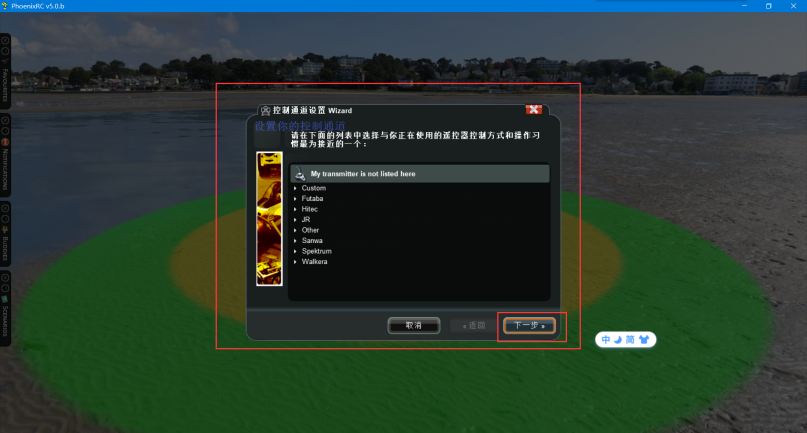 PhoenixRC v5.0.b
FAVOURITES
NOTIFICATIONS
BUDDIES
SCENARIOS
控制通道设置 Wizard
设置你的控制通道
请在下面的列表中选择与你正在使用的遥控器控制方式和操作习
惯最为接近的一个：
My transmitter is not listed here
Custom
Futaba
Hitec
JR
Other
Sanwa
Spektrum
Walkera
取消
« 返回
下一步 »
中 简